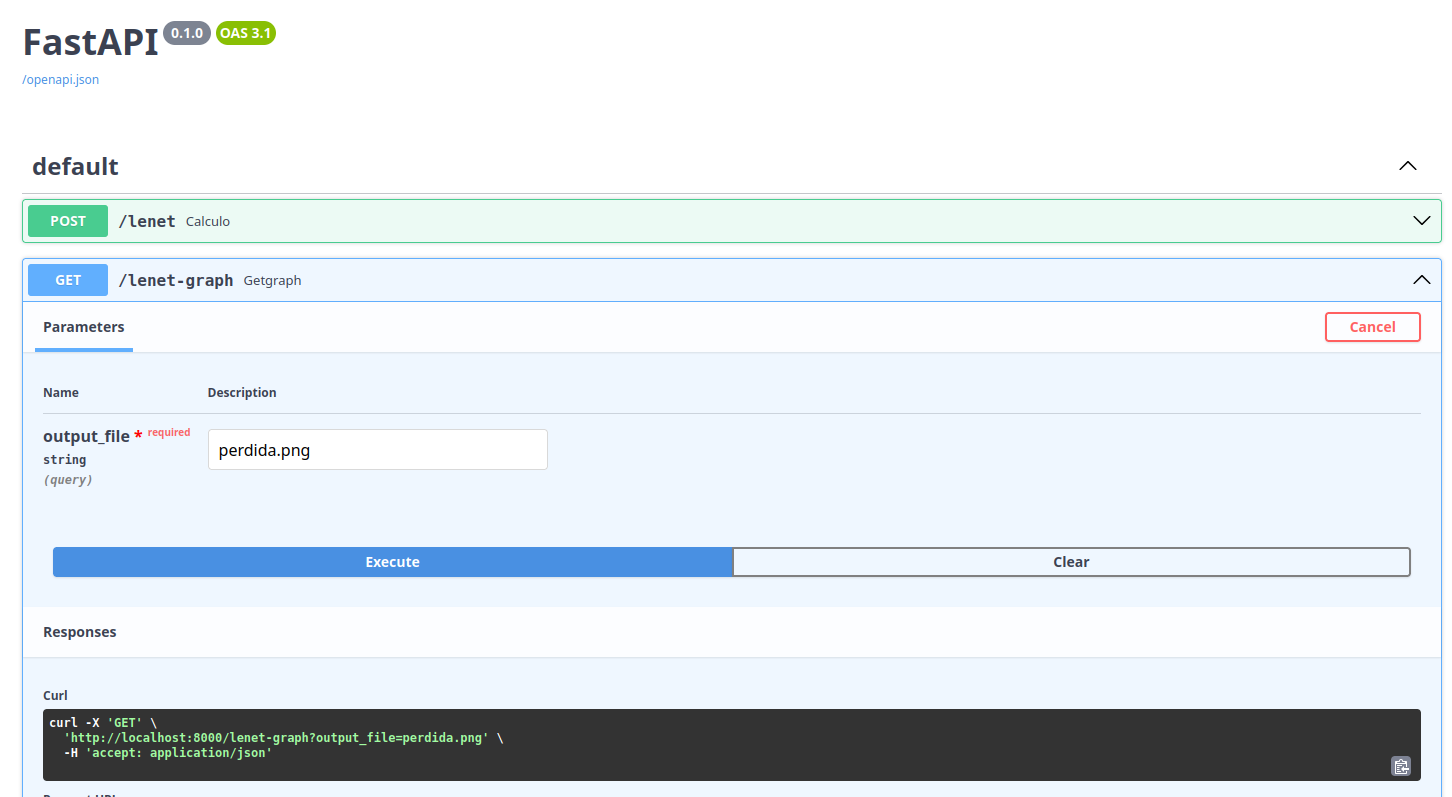 FastAPI 0.1.0 OAS 3.1
/openapi.json
default
POST /lenet Calculo
GET /lenet-graph Getgraph
Parameters Cancel
Name Description
output_file * required
string
(query)
perdida.png
Execute Clear
Responses
Curl
curl -X 'GET' \
'http://localhost:8000/lenet-graph?output_file=perdida.png' \
-H 'accept: application/json'